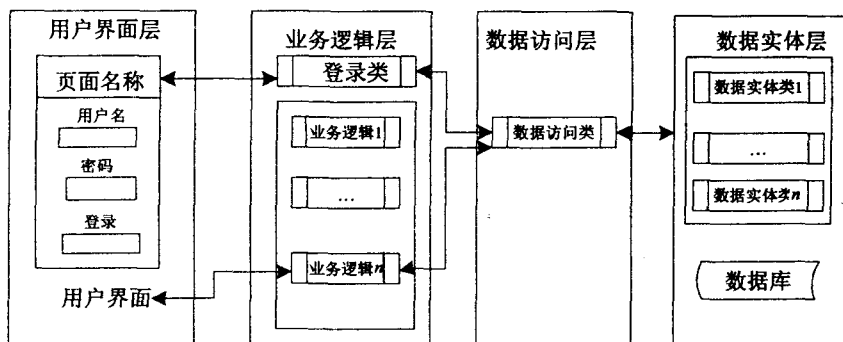 用户界面层
页面名称
用户名
密码
登录
用户界面
业务逻辑层
登录类
业务逻辑1
...
业务逻辑n
数据访问层
数据访问类
数据实体层
数据实体类1
...
数据实体类n
数据库